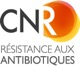 CNR
RÉSISTANCE AUX
ANTIBIOTIQUES